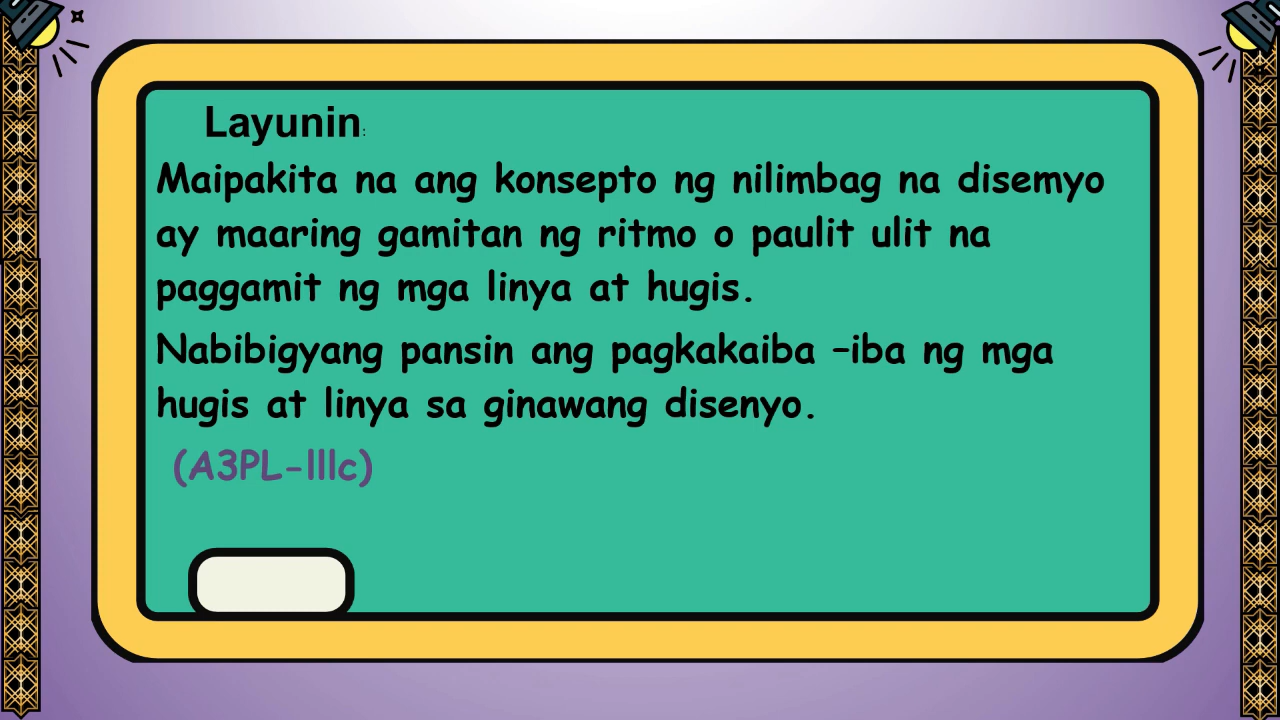 Layunin:
Maipakita na ang konsepto ng nilimbag na disemyo
ay maaring gamitan ng ritmo o paulit ulit na
paggamit ng mga linya at hugis.
Nabibigyang pansin ang pagkakaiba –iba ng mga
hugis at linya sa ginawang disenyo.
(A3PL-lllc)